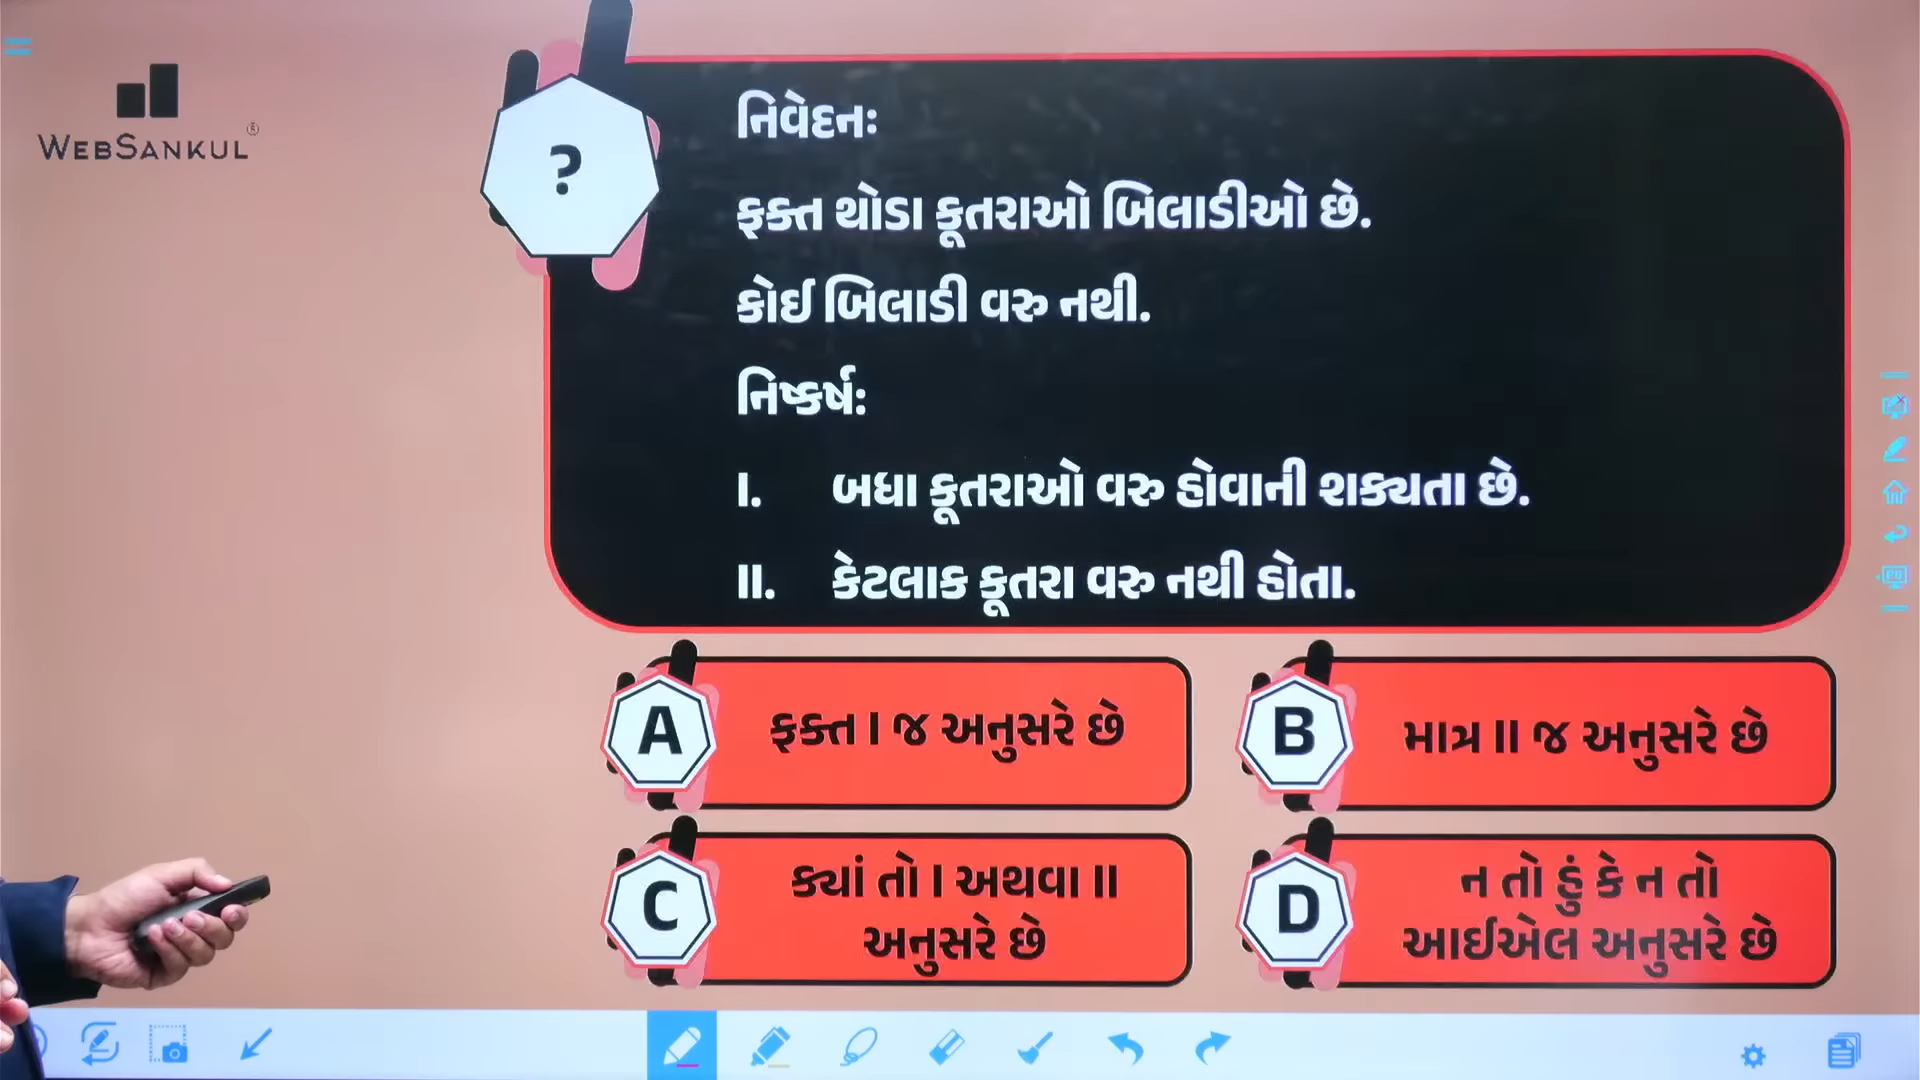 WEBSANKUL®
?
નિવેદનઃ
ફક્ત થોડા કૂતરાઓ બિલાડીઓ છે.
કોઈ બિલાડી વરુ નથી.
નિષ્કર્ષ:
I. બધા કૂતરાઓ વરુ હોવાની શક્યતા છે.
II. કેટલાક કૂતરા વરુ નથી હોતા.
A ફક્ત I જ અનુસરે છે
B માત્ર II જ અનુસરે છે
C ક્યાં તો I અથવા II
અનુસરે છે
D ન તો હું કે ન તો
આઈએલ અનુસરે છે